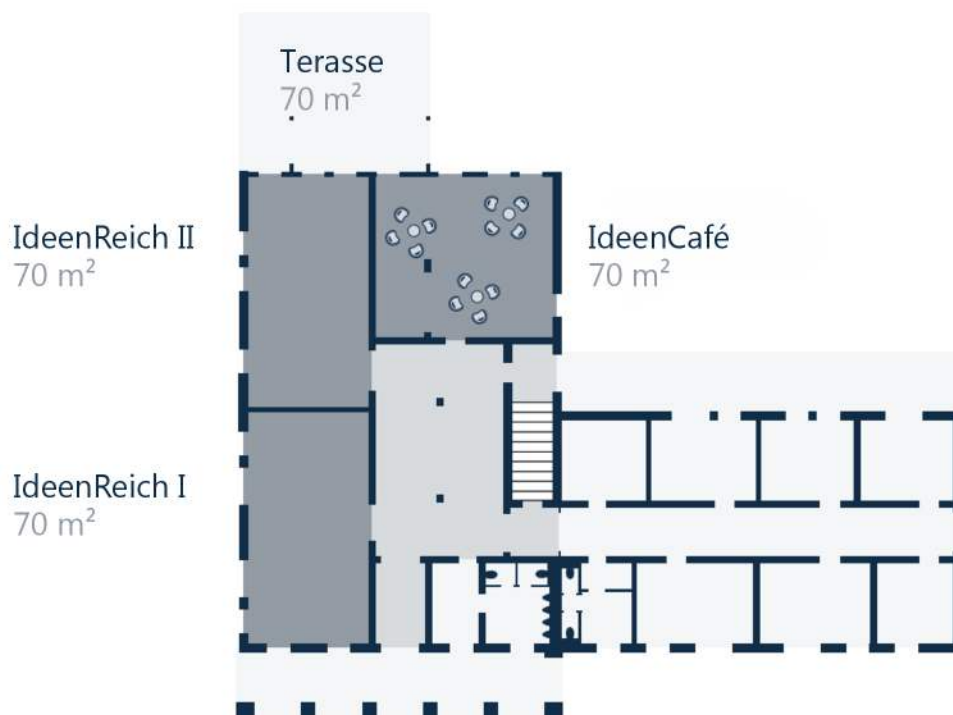 Terasse
70 m²
IdeenReich II
70 m²
IdeenCafé
70 m²
IdeenReich I
70 m²